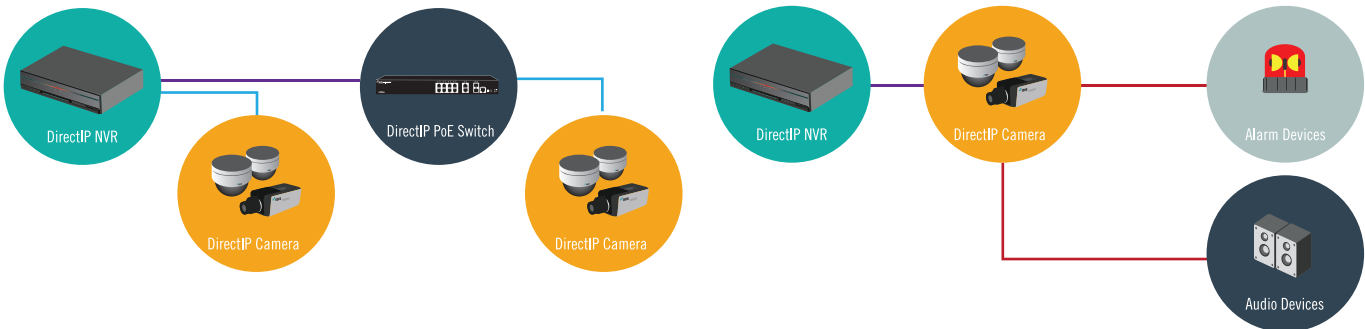 DirectIP NVR
DirectIP PoE Switch
DirectIP Camera
DirectIP Camera
DirectIP NVR
DirectIP Camera
Alarm Devices
Audio Devices